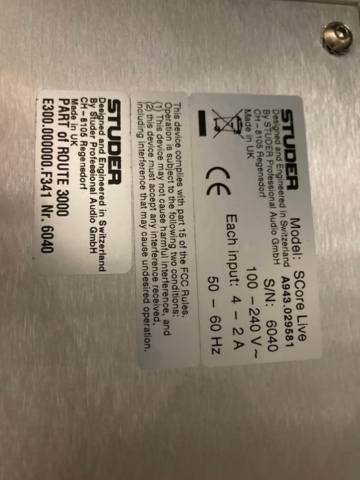 STUDER
Designed and Engineered in Switzerland
By STUDER Professional Audio GmbH
CH-8105 Regensdorf
Made in UK
Model: SCore Live
A943.029581
S/N: 6040
100-240 V~
Each input: 4-2A
50-60 Hz
CE
This device complies with part 15 of the FCC Rules.
Operation is subject to the following two conditions:
(1) This device may not cause harmful interference, and
(2) this device must accept any interference received,
including interference that may cause undesired operation.
STUDER
Designed and Engineered in Switzerland
By STUDER Professional Audio GmbH
CH-8105 Regensdorf
Made in UK
PART of ROUTE 3000
E300.000000.F341 Nr. 6040